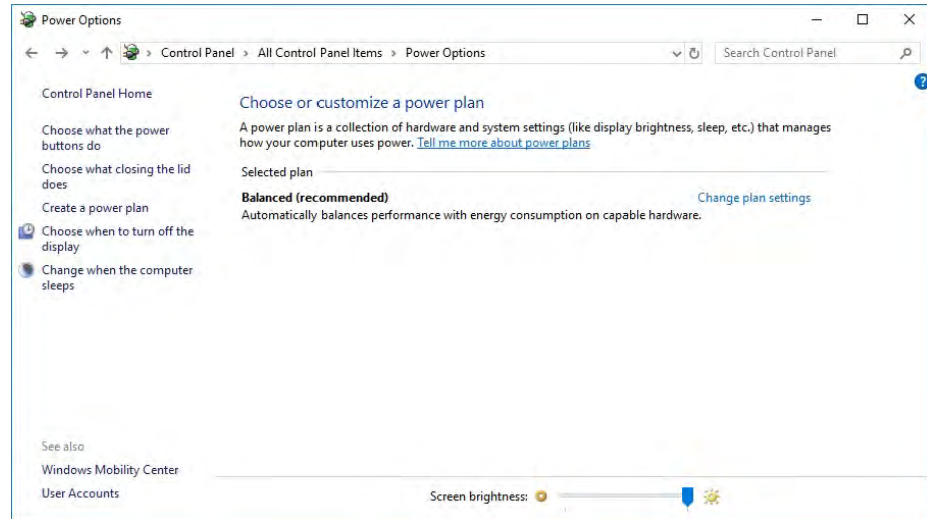 Power Options
Control Panel > All Control Panel Items > Power Options
Search Control Panel
Control Panel Home
Choose what the power
buttons do
Choose what closing the lid
does
Create a power plan
Choose when to turn off the
display
Change when the computer
sleeps
Choose or customize a power plan
A power plan is a collection of hardware and system settings (like display brightness, sleep, etc.) that manages
how your computer uses power. Tell me more about power plans
Selected plan
Balanced (recommended)
Change plan settings
Automatically balances performance with energy consumption on capable hardware.
See also
Windows Mobility Center
User Accounts
Screen brightness: